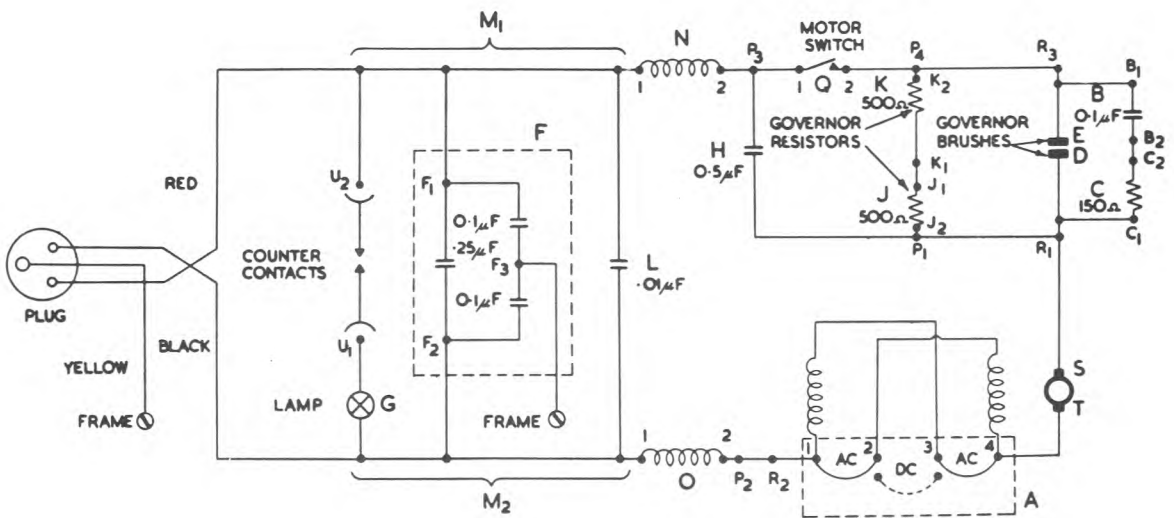 M1
N
P3
MOTOR
SWITCH
P4
R3
B1
1
2
1
Q
2
K
K2
500Ω
B
0·1µF
F
GOVERNOR
RESISTORS
GOVERNOR
BRUSHES
E
D
B2
C2
H
0·5µF
K1
J1
J
500Ω
J2
C
150Ω
C1
P1
R1
RED
U2
F1
0·1µF
·25µF
F3
0·1µF
F2
L
·01µF
COUNTER
CONTACTS
PLUG
BLACK
U1
YELLOW
LAMP
G
FRAME
FRAME
S
T
1
2
O
P2
R2
1
AC
2
DC
3
AC
4
A
M2